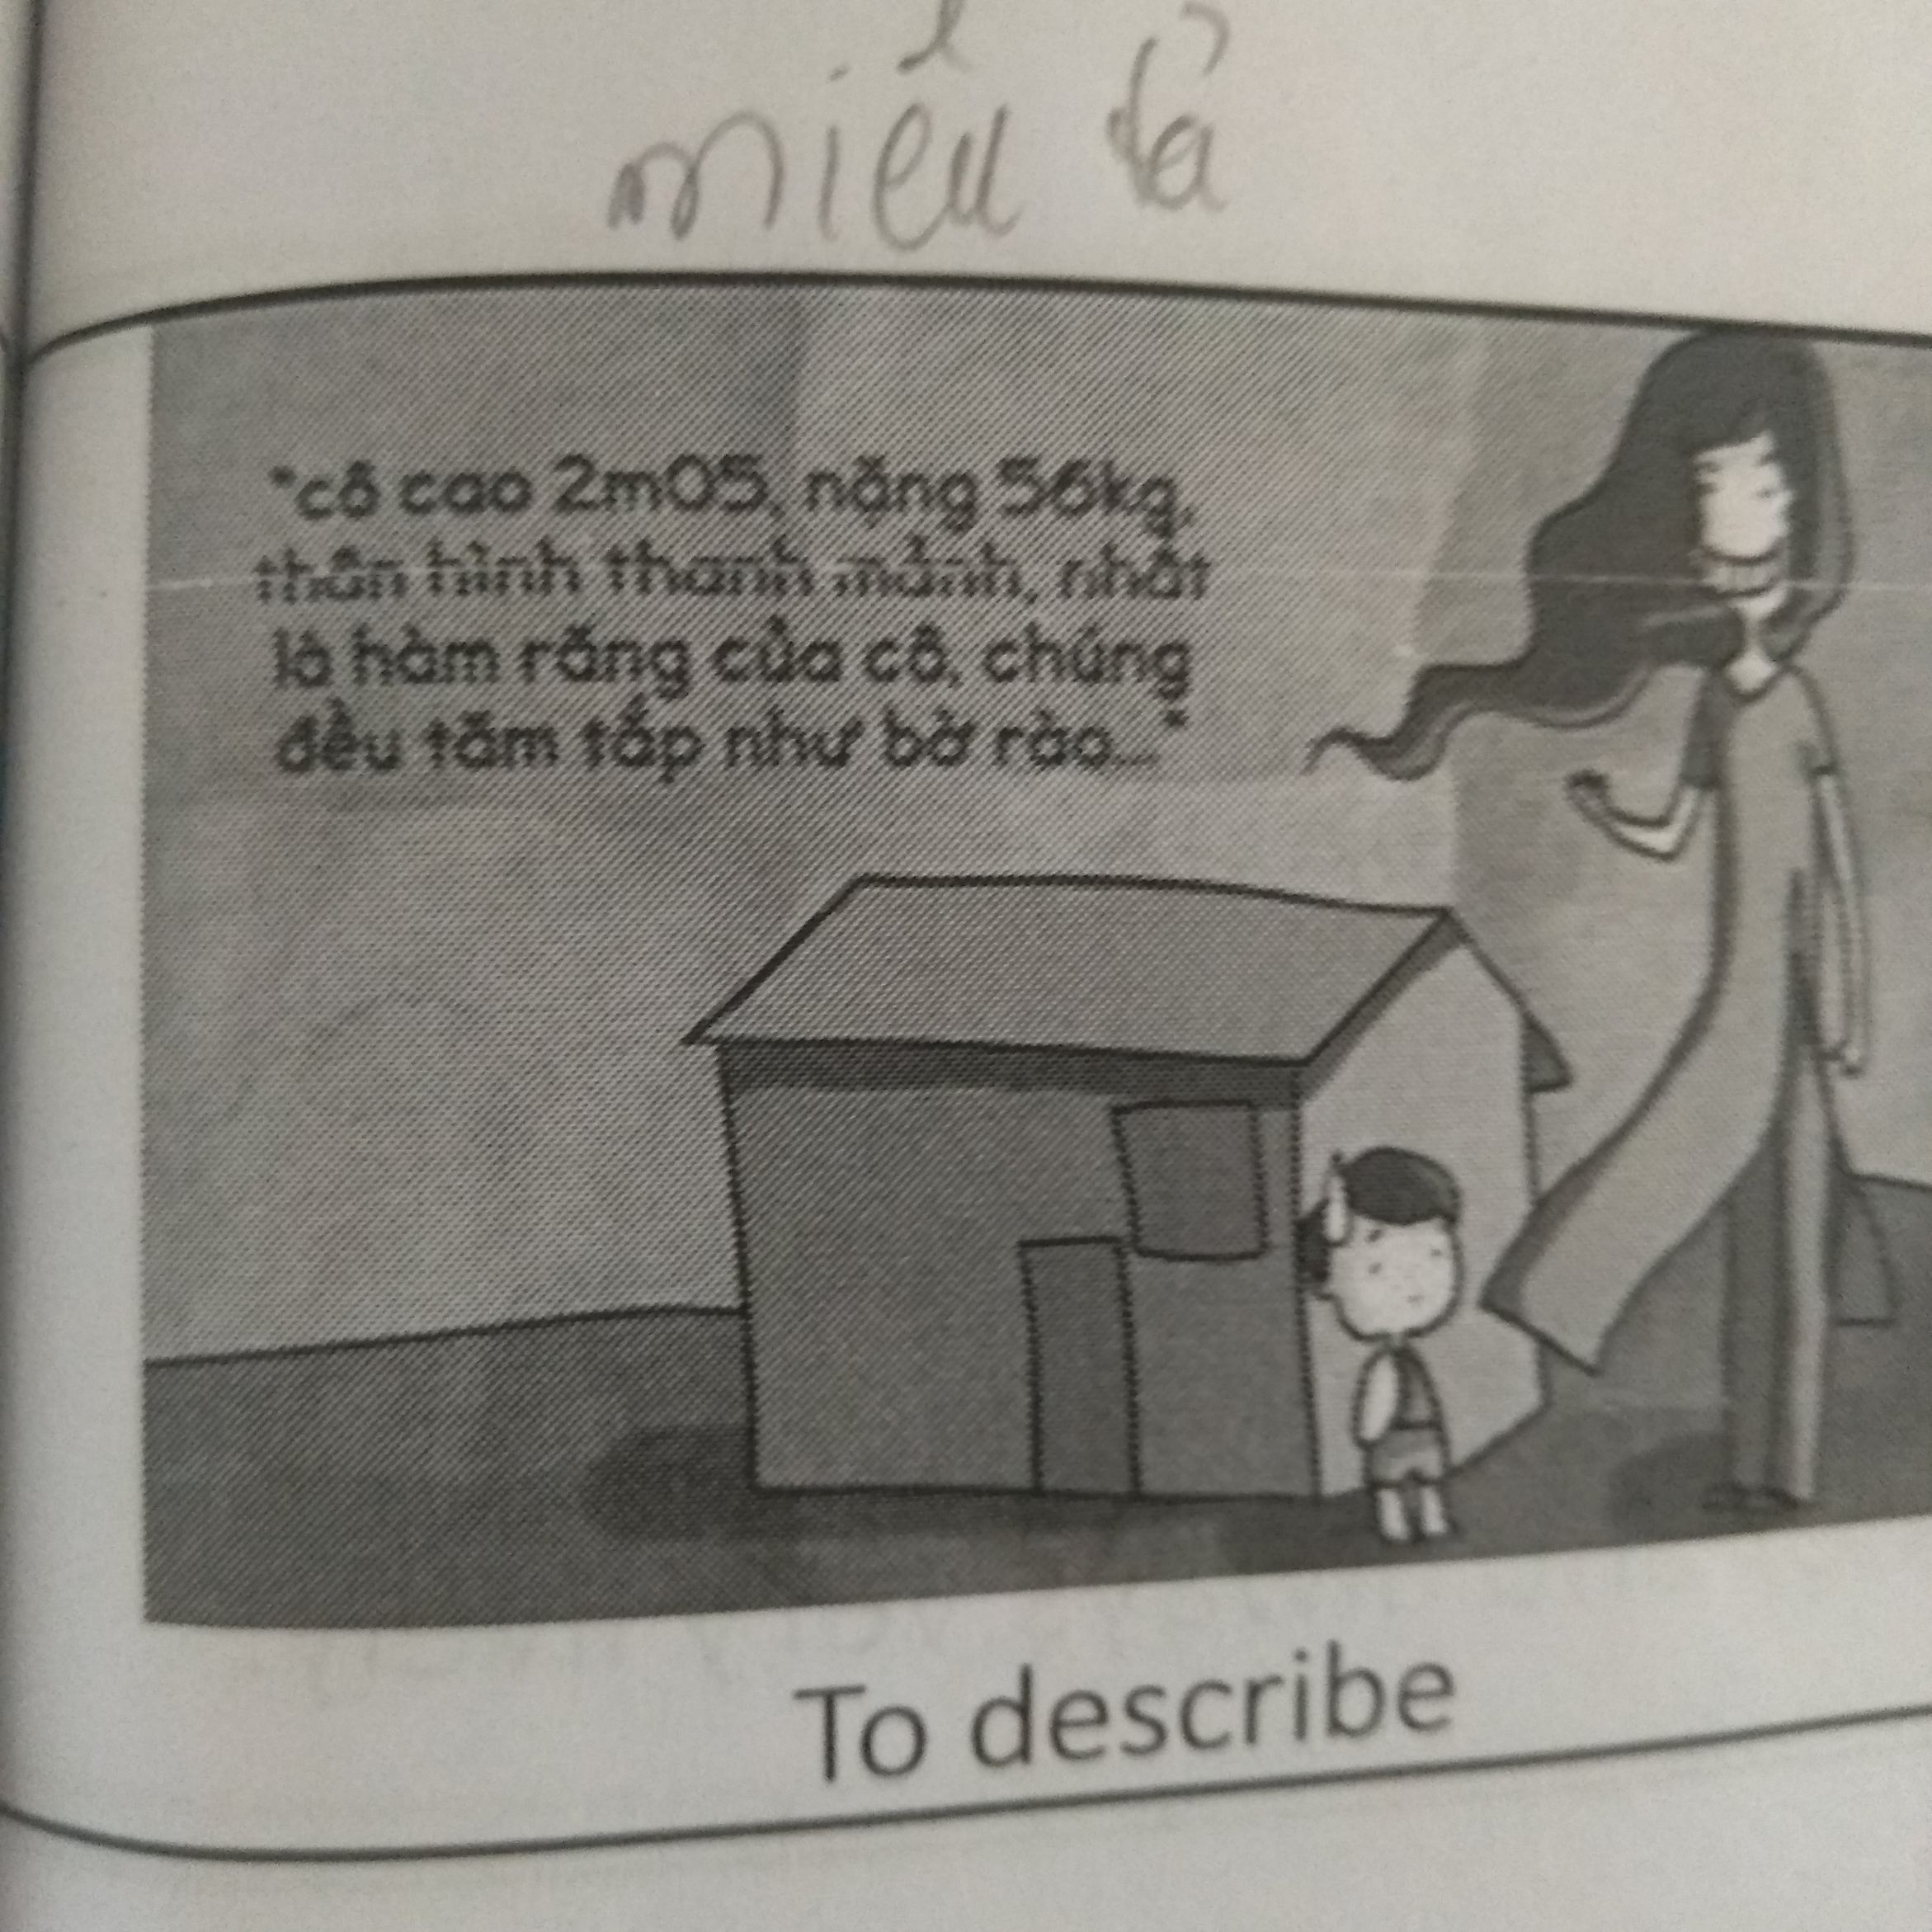 miêu tả
"cô cao 2m05, nặng 56kg,
thân hình thanh mảnh, nhất
là hàm răng của cô, chúng
đều tăm tắp như bờ rào..."
To describe